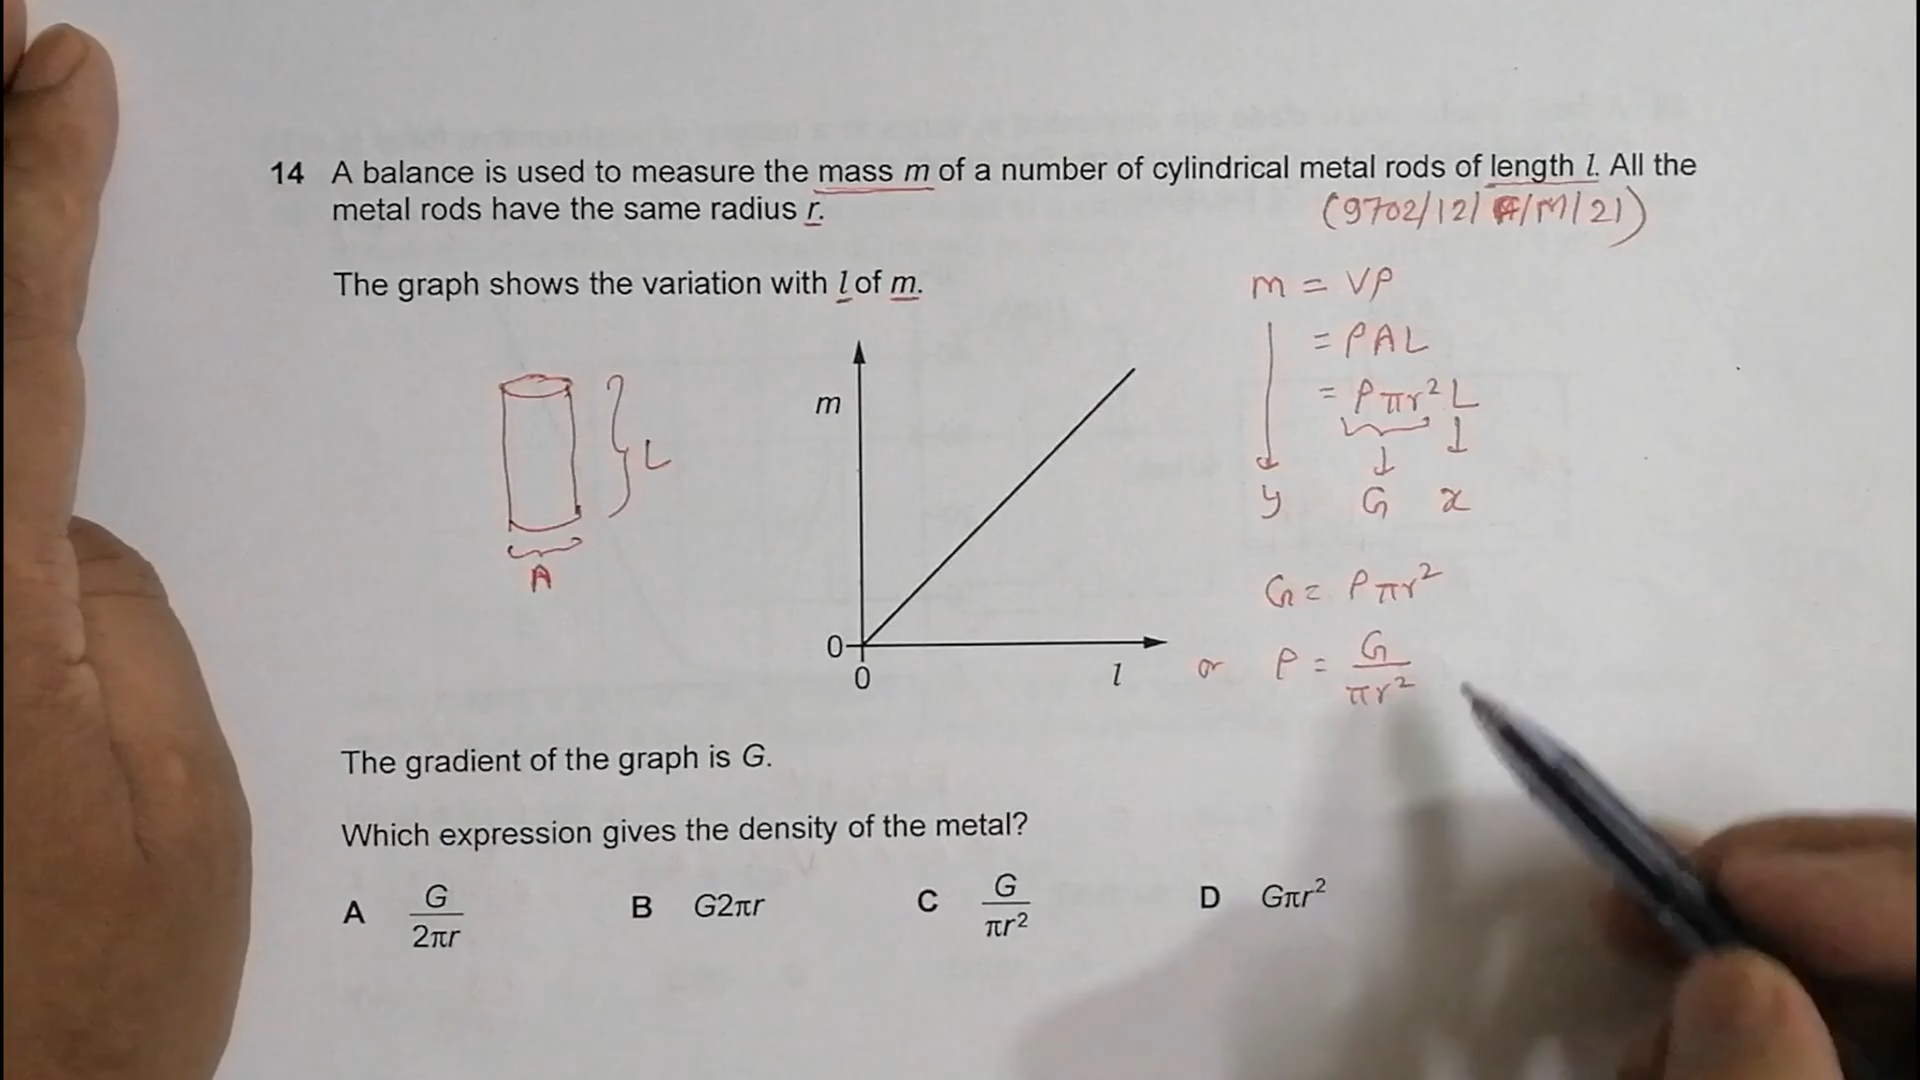 14 A balance is used to measure the mass m of a number of cylindrical metal rods of length l. All the
metal rods have the same radius r.
(9702/12/F/M/21)
The graph shows the variation with l of m.
m = Vρ
= ρAL
= ρπr² L
y G x
G = ρπr²
or ρ = G/πr²
L
A
m
0
0 l
The gradient of the graph is G.
Which expression gives the density of the metal?
A G/2πr B G2πr C G/πr² D Gπr²